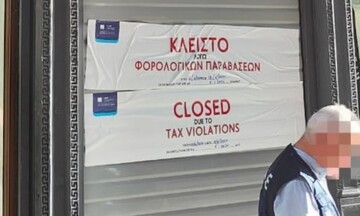 ΚΛΕΙΣΤΟ
ΛΟΓΩ
ΦΟΡΟΛΟΓΙΚΩΝ ΠΑΡΑΒΑΣΕΩΝ
CLOSED
DUE TO
TAX VIOLATIONS